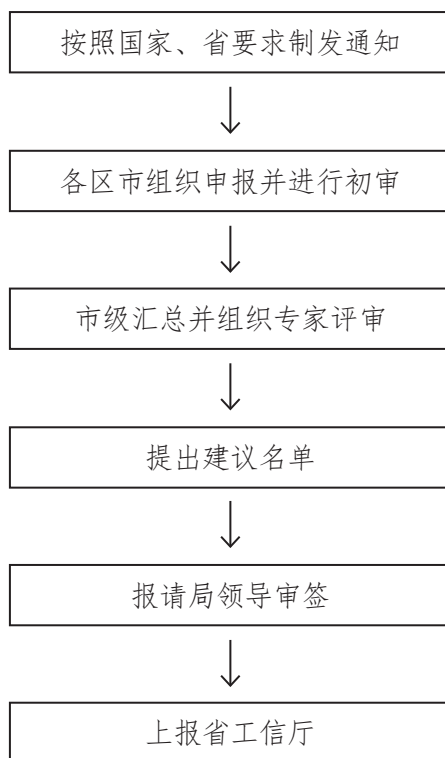 按照国家、省要求制发通知
各区市组织申报并进行初审
市级汇总并组织专家评审
提出建议名单
报请局领导审签
上报省工信厅